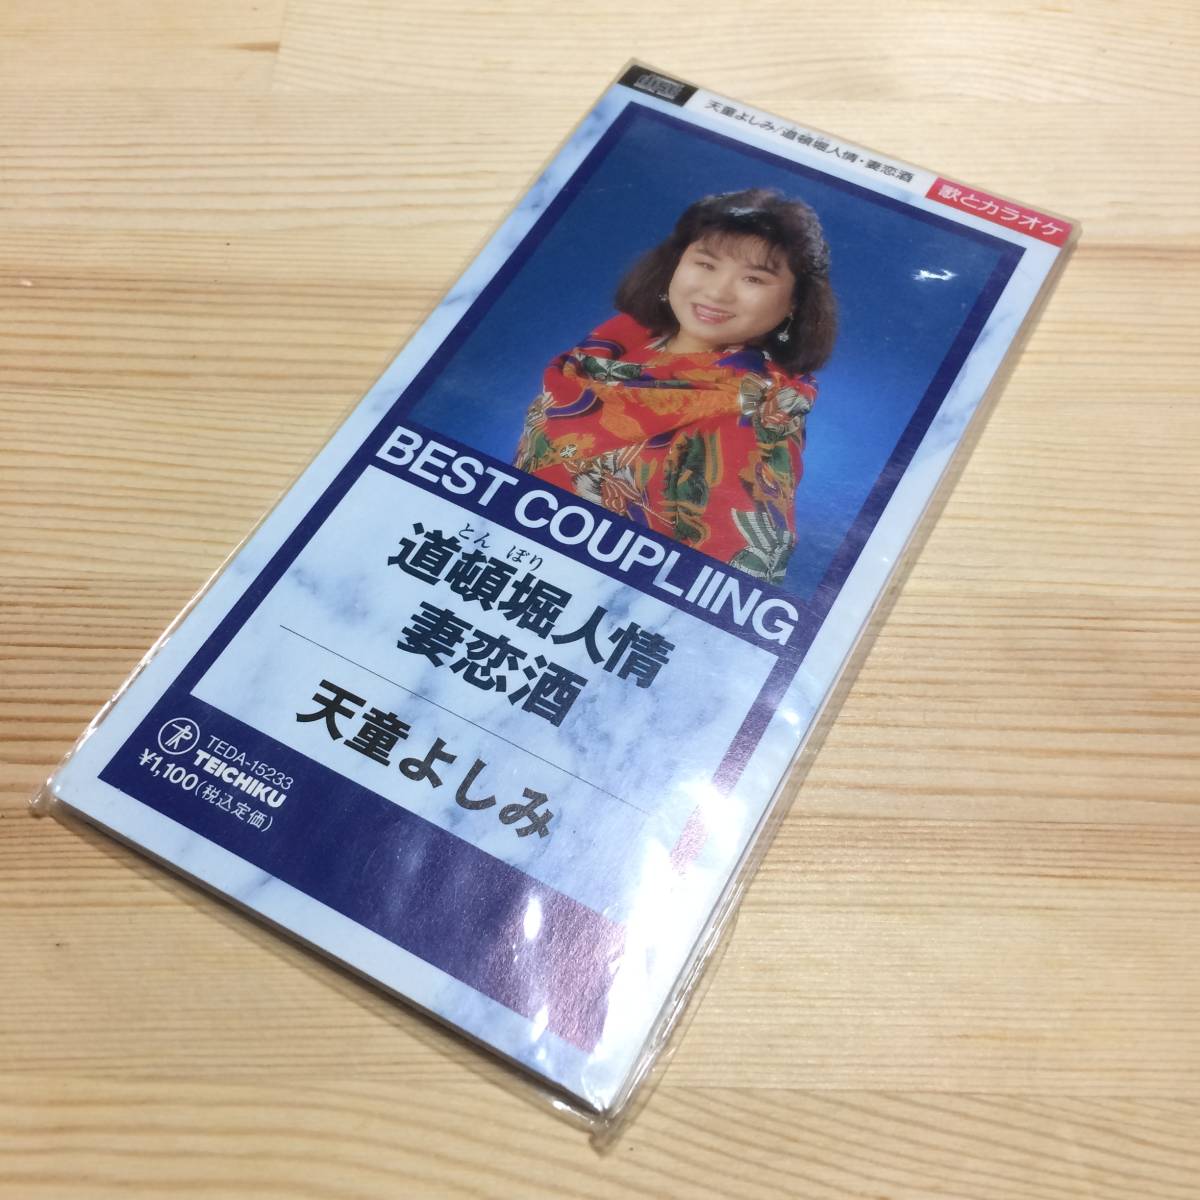 天童よしみ/道頓堀人情・妻恋酒
歌とカラオケ
BEST COUPLIING
とんぼり
道頓堀人情
妻恋酒
天童よしみ
TEDA-15233
TEICHIKU
¥1,100(税込定価)